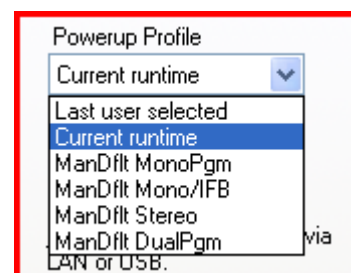 Powerup Profile
Current runtime
Last user selected
Current runtime
ManDflt MonoPgm
ManDflt Mono/IFB
ManDflt Stereo
ManDflt DualPgm
via
LAN or USB.